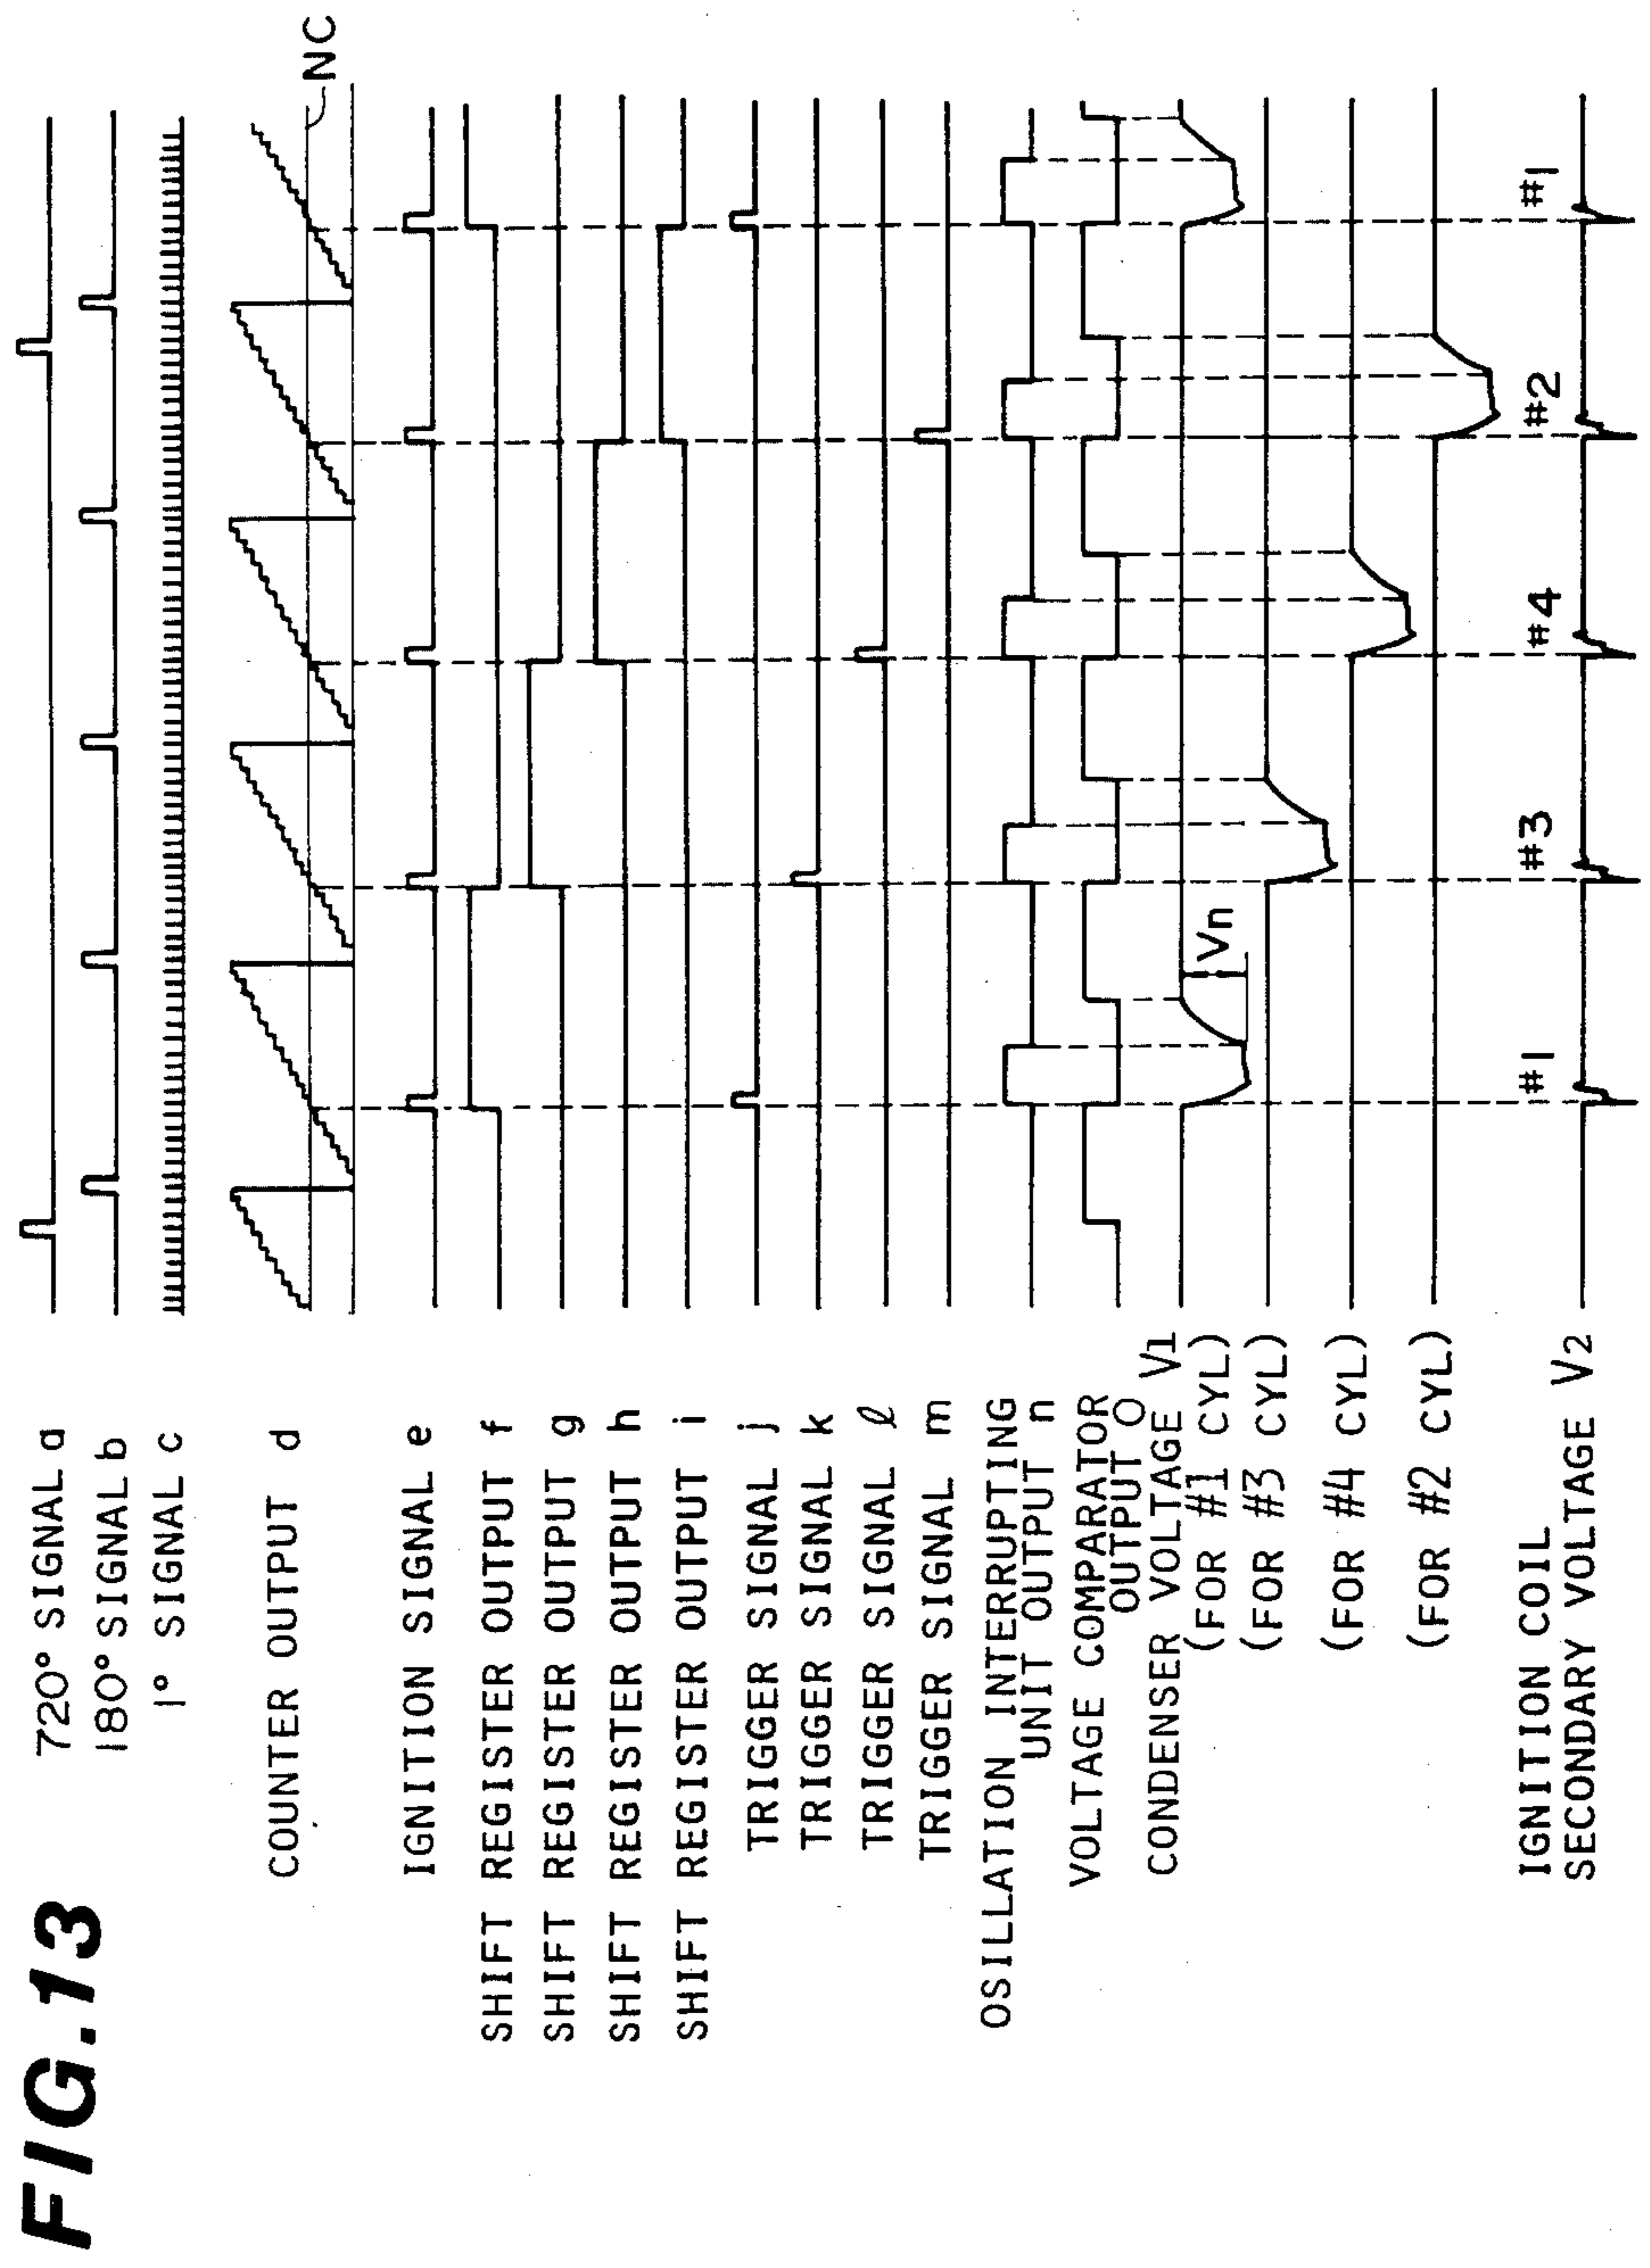 FIG.13
720° SIGNAL a
180° SIGNAL b
1° SIGNAL c
COUNTER OUTPUT d
NC
IGNITION SIGNAL e
SHIFT REGISTER OUTPUT f
SHIFT REGISTER OUTPUT g
SHIFT REGISTER OUTPUT h
SHIFT REGISTER OUTPUT i
TRIGGER SIGNAL j
TRIGGER SIGNAL k
TRIGGER SIGNAL ℓ
TRIGGER SIGNAL m
OSILLATION INTERRUPTING
UNIT OUTPUT n
VOLTAGE COMPARATOR
OUTPUT O
CONDENSER VOLTAGE V1
(FOR #1 CYL)
Vn
(FOR #3 CYL)
(FOR #4 CYL)
(FOR #2 CYL)
#1 #3 #4 #2 #1
IGNITION COIL
SECONDARY VOLTAGE V2